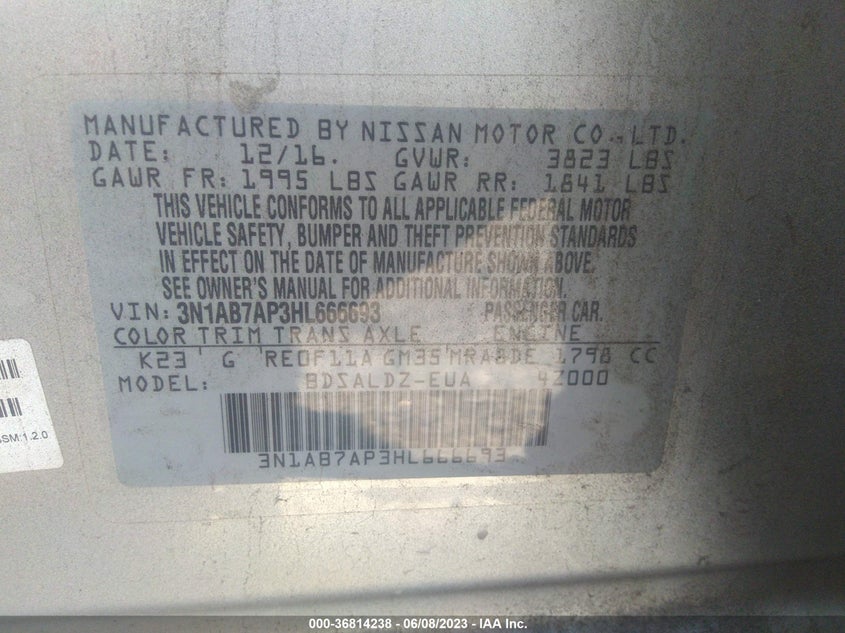 MANUFACTURED BY NISSAN MOTOR CO., LTD.
DATE: 12/16. GVWR: 3823 LBS
GAWR FR: 1995 LBS GAWR RR: 1841 LBS
THIS VEHICLE CONFORMS TO ALL APPLICABLE FEDERAL MOTOR
VEHICLE SAFETY, BUMPER AND THEFT PREVENTION STANDARDS
IN EFFECT ON THE DATE OF MANUFACTURE SHOWN ABOVE.
SEE OWNER'S MANUAL FOR ADDITIONAL INFORMATION.
VIN: 3N1AB7AP3HL666693 PASSENGER CAR.
COLOR TRIM TRANS AXLE ENGINE
K23 G RE0F11A GM35 MRA8DE 1798 CC
MODEL: BDSALDZ-EUA 4Z000
3N1AB7AP3HL666693
SM:1.2.0
000-36814238 - 06/08/2023 - IAA Inc.